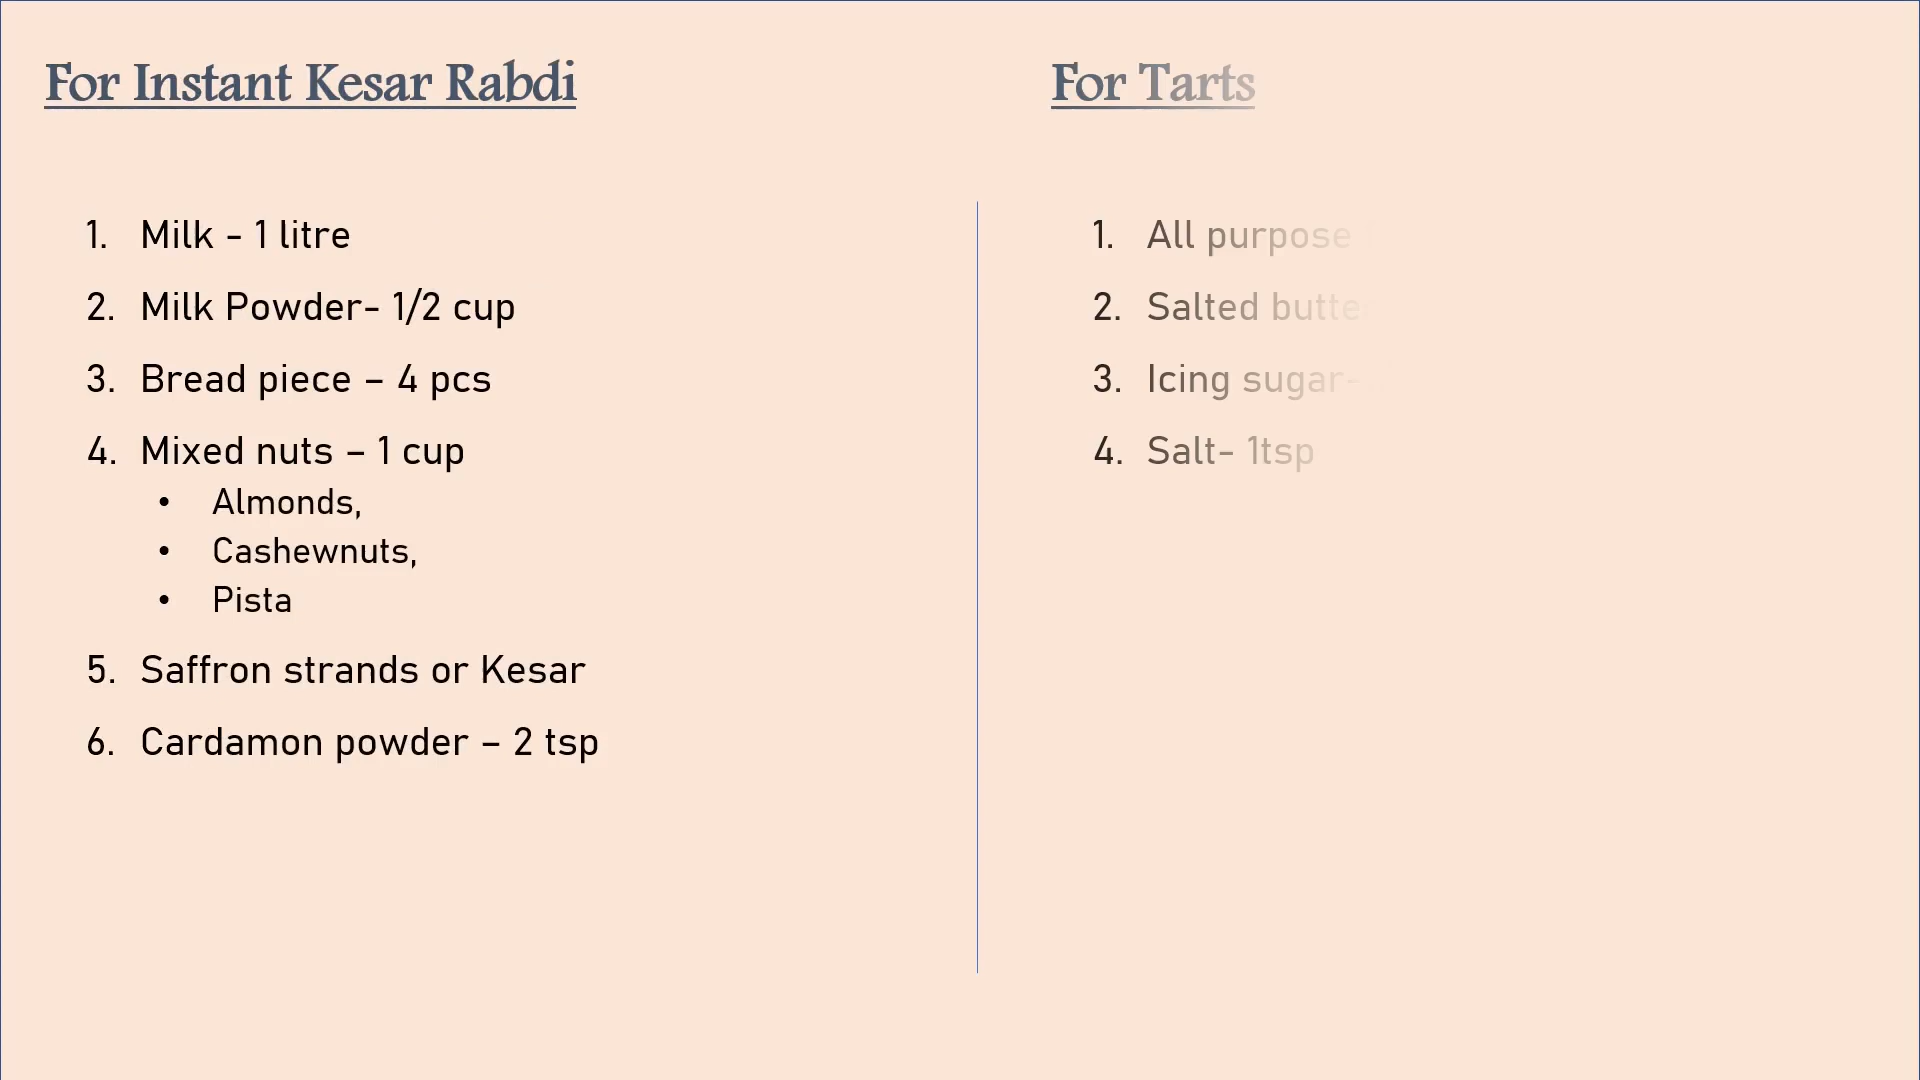 For Instant Kesar Rabdi
1. Milk - 1 litre
2. Milk Powder- 1/2 cup
3. Bread piece – 4 pcs
4. Mixed nuts – 1 cup
• Almonds,
• Cashewnuts,
• Pista
5. Saffron strands or Kesar
6. Cardamon powder – 2 tsp
For Tarts
1. All purpose
2. Salted butter
3. Icing sugar-
4. Salt- 1tsp